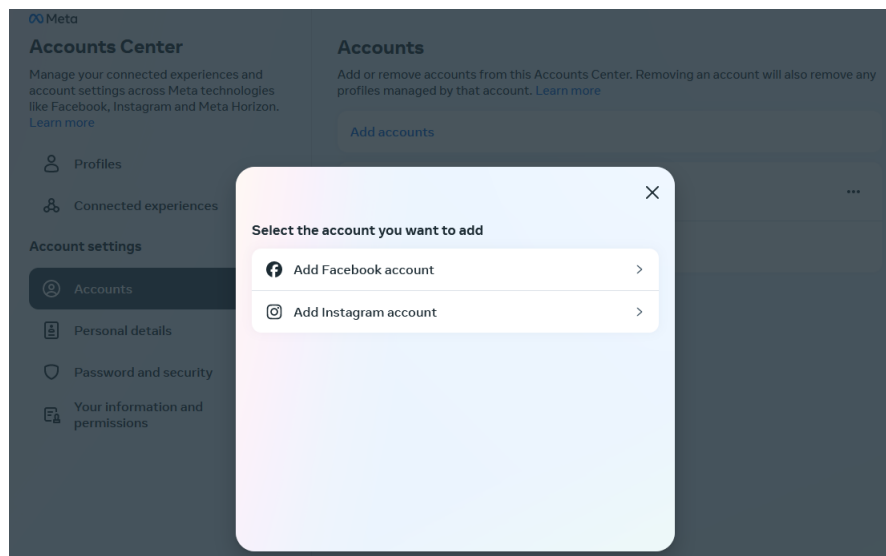 Meta
Accounts Center
Manage your connected experiences and
account settings across Meta technologies
like Facebook, Instagram and Meta Horizon.
Learn more
Profiles
Connected experiences
Account settings
Accounts
Personal details
Password and security
Your information and
permissions
Accounts
Add or remove accounts from this Accounts Center. Removing an account will also remove any
profiles managed by that account. Learn more
Add accounts
Select the account you want to add
Add Facebook account
Add Instagram account